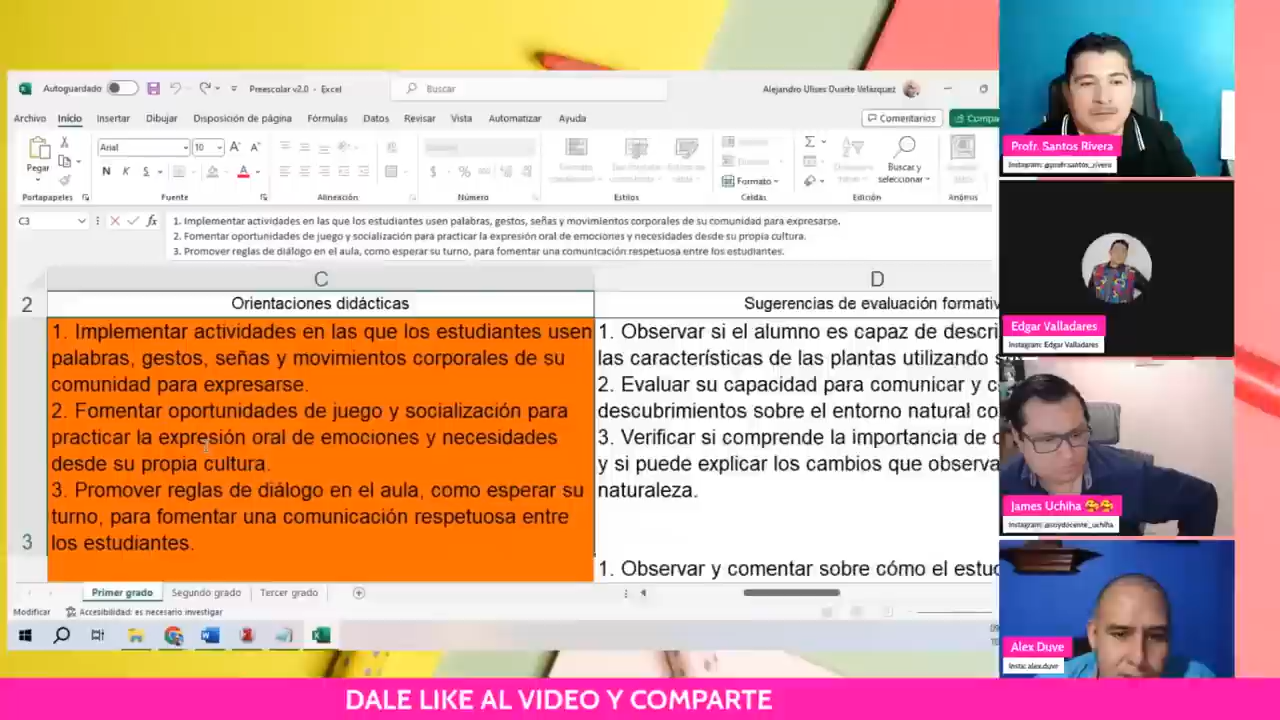 Autoguardado
Preescolar v2.0 - Excel
Buscar
Alejandro Ulises Duarte Velázquez
Archivo Inicio Insertar Dibujar Disposición de página Fórmulas Datos Revisar Vista Automatizar Ayuda
Comentarios
Compar
Pegar
Arial
10
N K S
Formato
Buscar y
seleccionar
Portapapeles
Fuente
Alineación
Número
Estilos
Celdas
Edición
Análisis
C3
fx
1. Implementar actividades en las que los estudiantes usen palabras, gestos, señas y movimientos corporales de su comunidad para expresarse.
2. Fomentar oportunidades de juego y socialización para practicar la expresión oral de emociones y necesidades desde su propia cultura.
3. Promover reglas de diálogo en el aula, como esperar su turno, para fomentar una comunicación respetuosa entre los estudiantes.
C
D
2
Orientaciones didácticas
Sugerencias de evaluación formativ
1. Implementar actividades en las que los estudiantes usen
palabras, gestos, señas y movimientos corporales de su
comunidad para expresarse.
2. Fomentar oportunidades de juego y socialización para
practicar la expresión oral de emociones y necesidades
desde su propia cultura.
3. Promover reglas de diálogo en el aula, como esperar su
turno, para fomentar una comunicación respetuosa entre
los estudiantes.
1. Observar si el alumno es capaz de descri
las características de las plantas utilizando
2. Evaluar su capacidad para comunicar y c
descubrimientos sobre el entorno natural co
3. Verificar si comprende la importancia de
y si puede explicar los cambios que observa
naturaleza.
1. Observar y comentar sobre cómo el estu
3
Primer grado
Segundo grado
Tercer grado
Modificar
Accesibilidad: es necesario investigar
Profr. Santos Rivera
Instagram: @profr.santos_rivera
Edgar Valladares
Instagram: Edgar Valladares
James Uchiha 🥰🥰
Instagram: @soydocente_uchiha
Alex Duve
Insta: alex.duve
DALE LIKE AL VIDEO Y COMPARTE